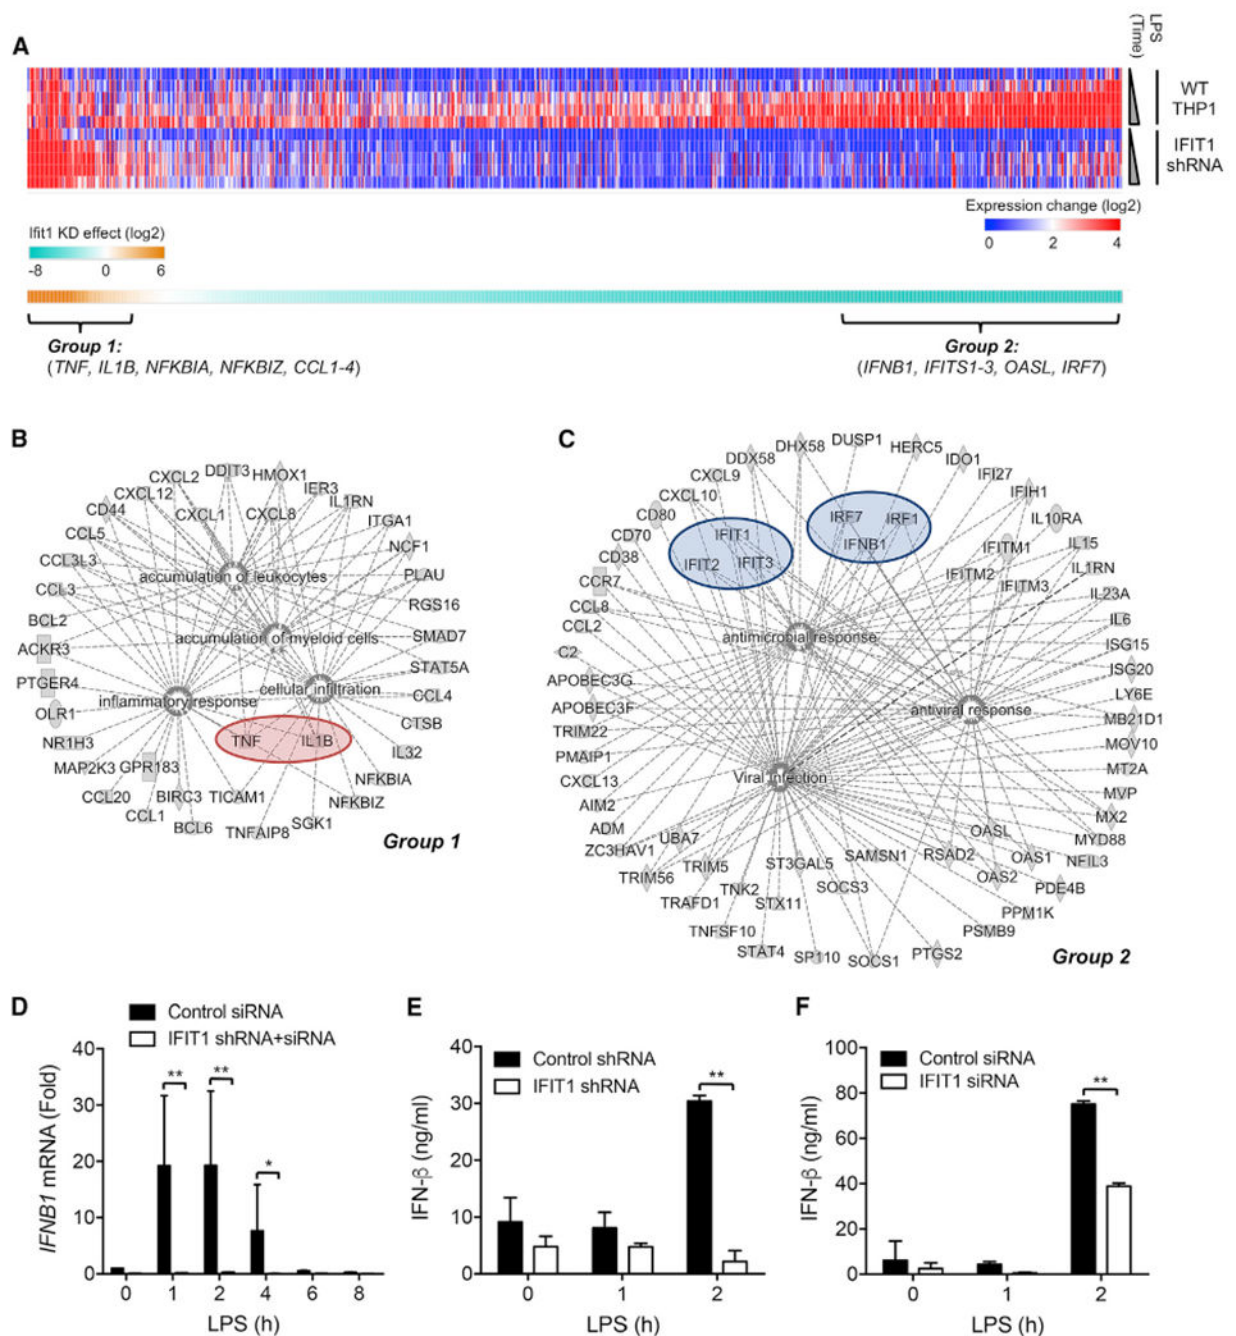 A
LPS
(Time)
WT
THP1
IFIT1
shRNA
Expression change (log2)
0 2 4
Ifit1 KD effect (log2)
-8 0 6
Group 1:
(TNF, IL1B, NFKBIA, NFKBIZ, CCL1-4)
Group 2:
(IFNB1, IFITS1-3, OASL, IRF7)
B
CXCL2
DDIT3
HMOX1
CXCL12
IER3
CD44
CXCL1
CXCL8
IL1RN
CCL5
ITGA1
NCF1
CCL3L3
accumulation of leukocytes
PLAU
CCL3
RGS16
BCL2
accumulation of myeloid cells
SMAD7
ACKR3
STAT5A
PTGER4
inflammatory response
cellular infiltration
CCL4
OLR1
CTSB
NR1H3
TNF
IL1B
IL32
MAP2K3
GPR183
NFKBIA
CCL20
BIRC3
TICAM1
NFKBIZ
CCL1
BCL6
TNFAIP8
SGK1
Group 1
C
DHX58
DUSP1
HERC5
DDX58
IDO1
CXCL9
IFI27
CXCL10
IFIH1
CD80
IRF7
IRF1
IL10RA
CD70
IFIT1
IFNB1
IFITM1
IL15
CD38
IFIT2
IFIT3
IFITM2
IFITM3
IL1RN
CCR7
IL23A
CCL8
IL6
CCL2
antimicrobial response
ISG15
C2
ISG20
APOBEC3G
LY6E
APOBEC3F
antiviral response
MB21D1
TRIM22
MOV10
PMAIP1
MT2A
CXCL13
Viral Infection
MVP
AIM2
MX2
ADM
UBA7
OASL
MYD88
ZC3HAV1
TRIM5
ST3GAL5
SAMSN1
RSAD2
OAS1
NFIL3
TRIM56
TNK2
SOCS3
OAS2
PDE4B
TRAFD1
STX11
PPM1K
TNFSF10
PSMB9
STAT4
SP110
SOCS1
PTGS2
Group 2
D
Control siRNA
IFIT1 shRNA+siRNA
IFNB1 mRNA (Fold)
40
30
20
10
0
** ** *
0 1 2 4 6 8
LPS (h)
E
Control shRNA
IFIT1 shRNA
IFN-β (ng/ml)
40
30
20
10
0
**
0 1 2
LPS (h)
F
Control siRNA
IFIT1 siRNA
IFN-β (ng/ml)
100
80
60
40
20
0
**
0 1 2
LPS (h)